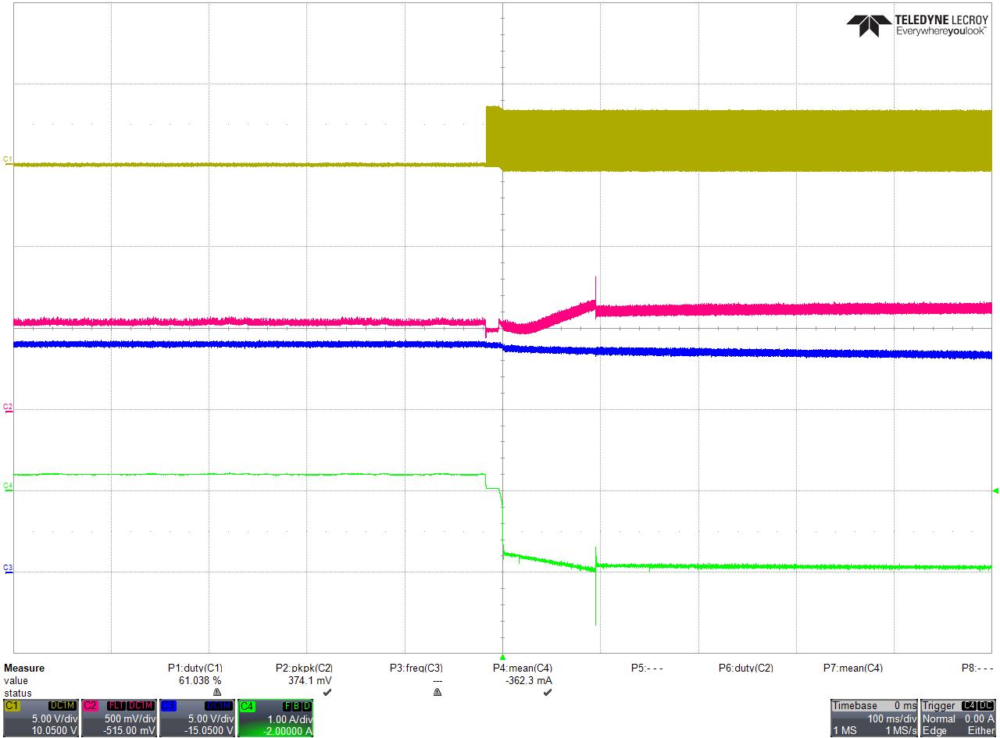 TELEDYNE LECROY
Everywhereyoulook™
C1
C2
C4
C3
Measure P1:duty(C1) P2:pkpk(C2) P3:freq(C3) P4:mean(C4) P5:- - - P6:duty(C2) P7:mean(C4) P8:- - -
value 61.038 % 374.1 mV --- -362.3 mA
status
C1 DC1M C2 FLT DC1M C3 DC1M C4 F B D Timebase 0 ms Trigger C4 DC
5.00 V/div 500 mV/div 5.00 V/div 1.00 A/div 100 ms/div Normal 0.00 A
10.0500 V -515.00 mV -15.0500 V -2.00000 A 1 MS 1 MS/s Edge Either